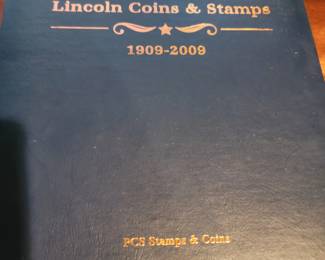 Lincoln Coins & Stamps
1909-2009
PCS Stamps & Coins